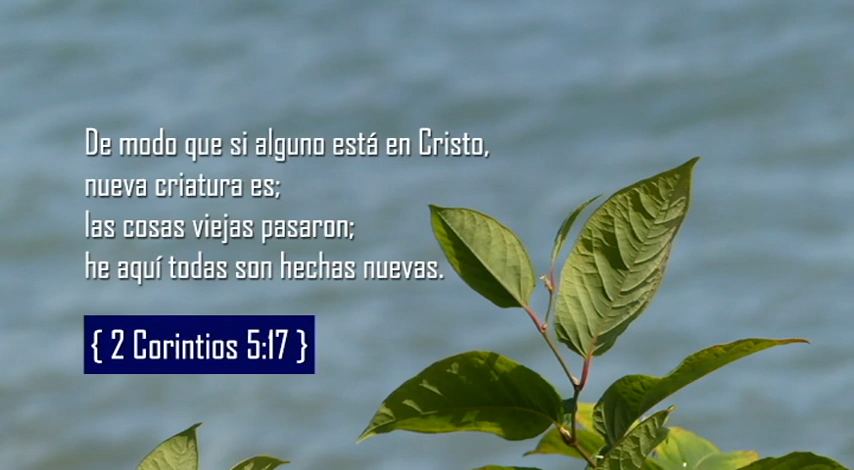 De modo que si alguno está en Cristo,
nueva criatura es;
las cosas viejas pasaron;
he aquí todas son hechas nuevas.
{ 2 Corintios 5:17 }